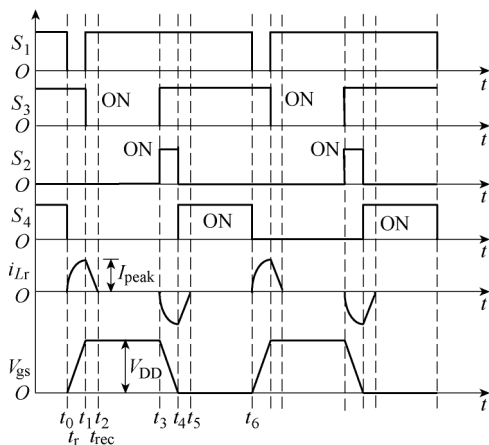 S1
O
t
S3
ON
ON
O
t
S2
ON
ON
O
t
S4
ON
ON
O
t
iLr
Ipeak
O
t
Vgs
VDD
O
t
t0 t1 t2 t3 t4 t5 t6
tr trec